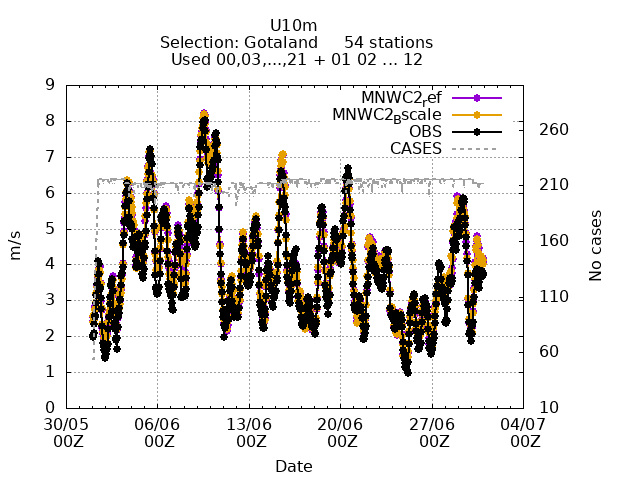 U10m
Selection: Gotaland 54 stations
Used 00,03,...,21 + 01 02 ... 12
MNWC2ref
MNWC2Bscale
OBS
CASES
9
8
7
6
5
4
3
2
1
0
m/s
260
210
160
110
60
10
No cases
30/05 06/06 13/06 20/06 27/06 04/07
00Z 00Z 00Z 00Z 00Z 00Z
Date